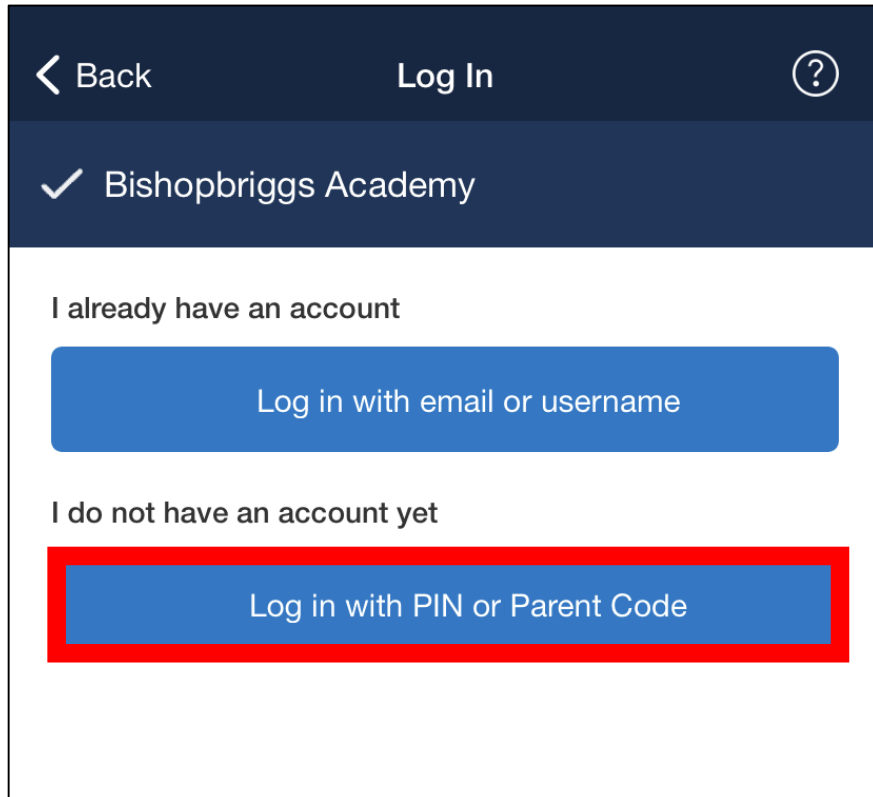 Back
Log In
?
Bishopbriggs Academy
I already have an account
Log in with email or username
I do not have an account yet
Log in with PIN or Parent Code